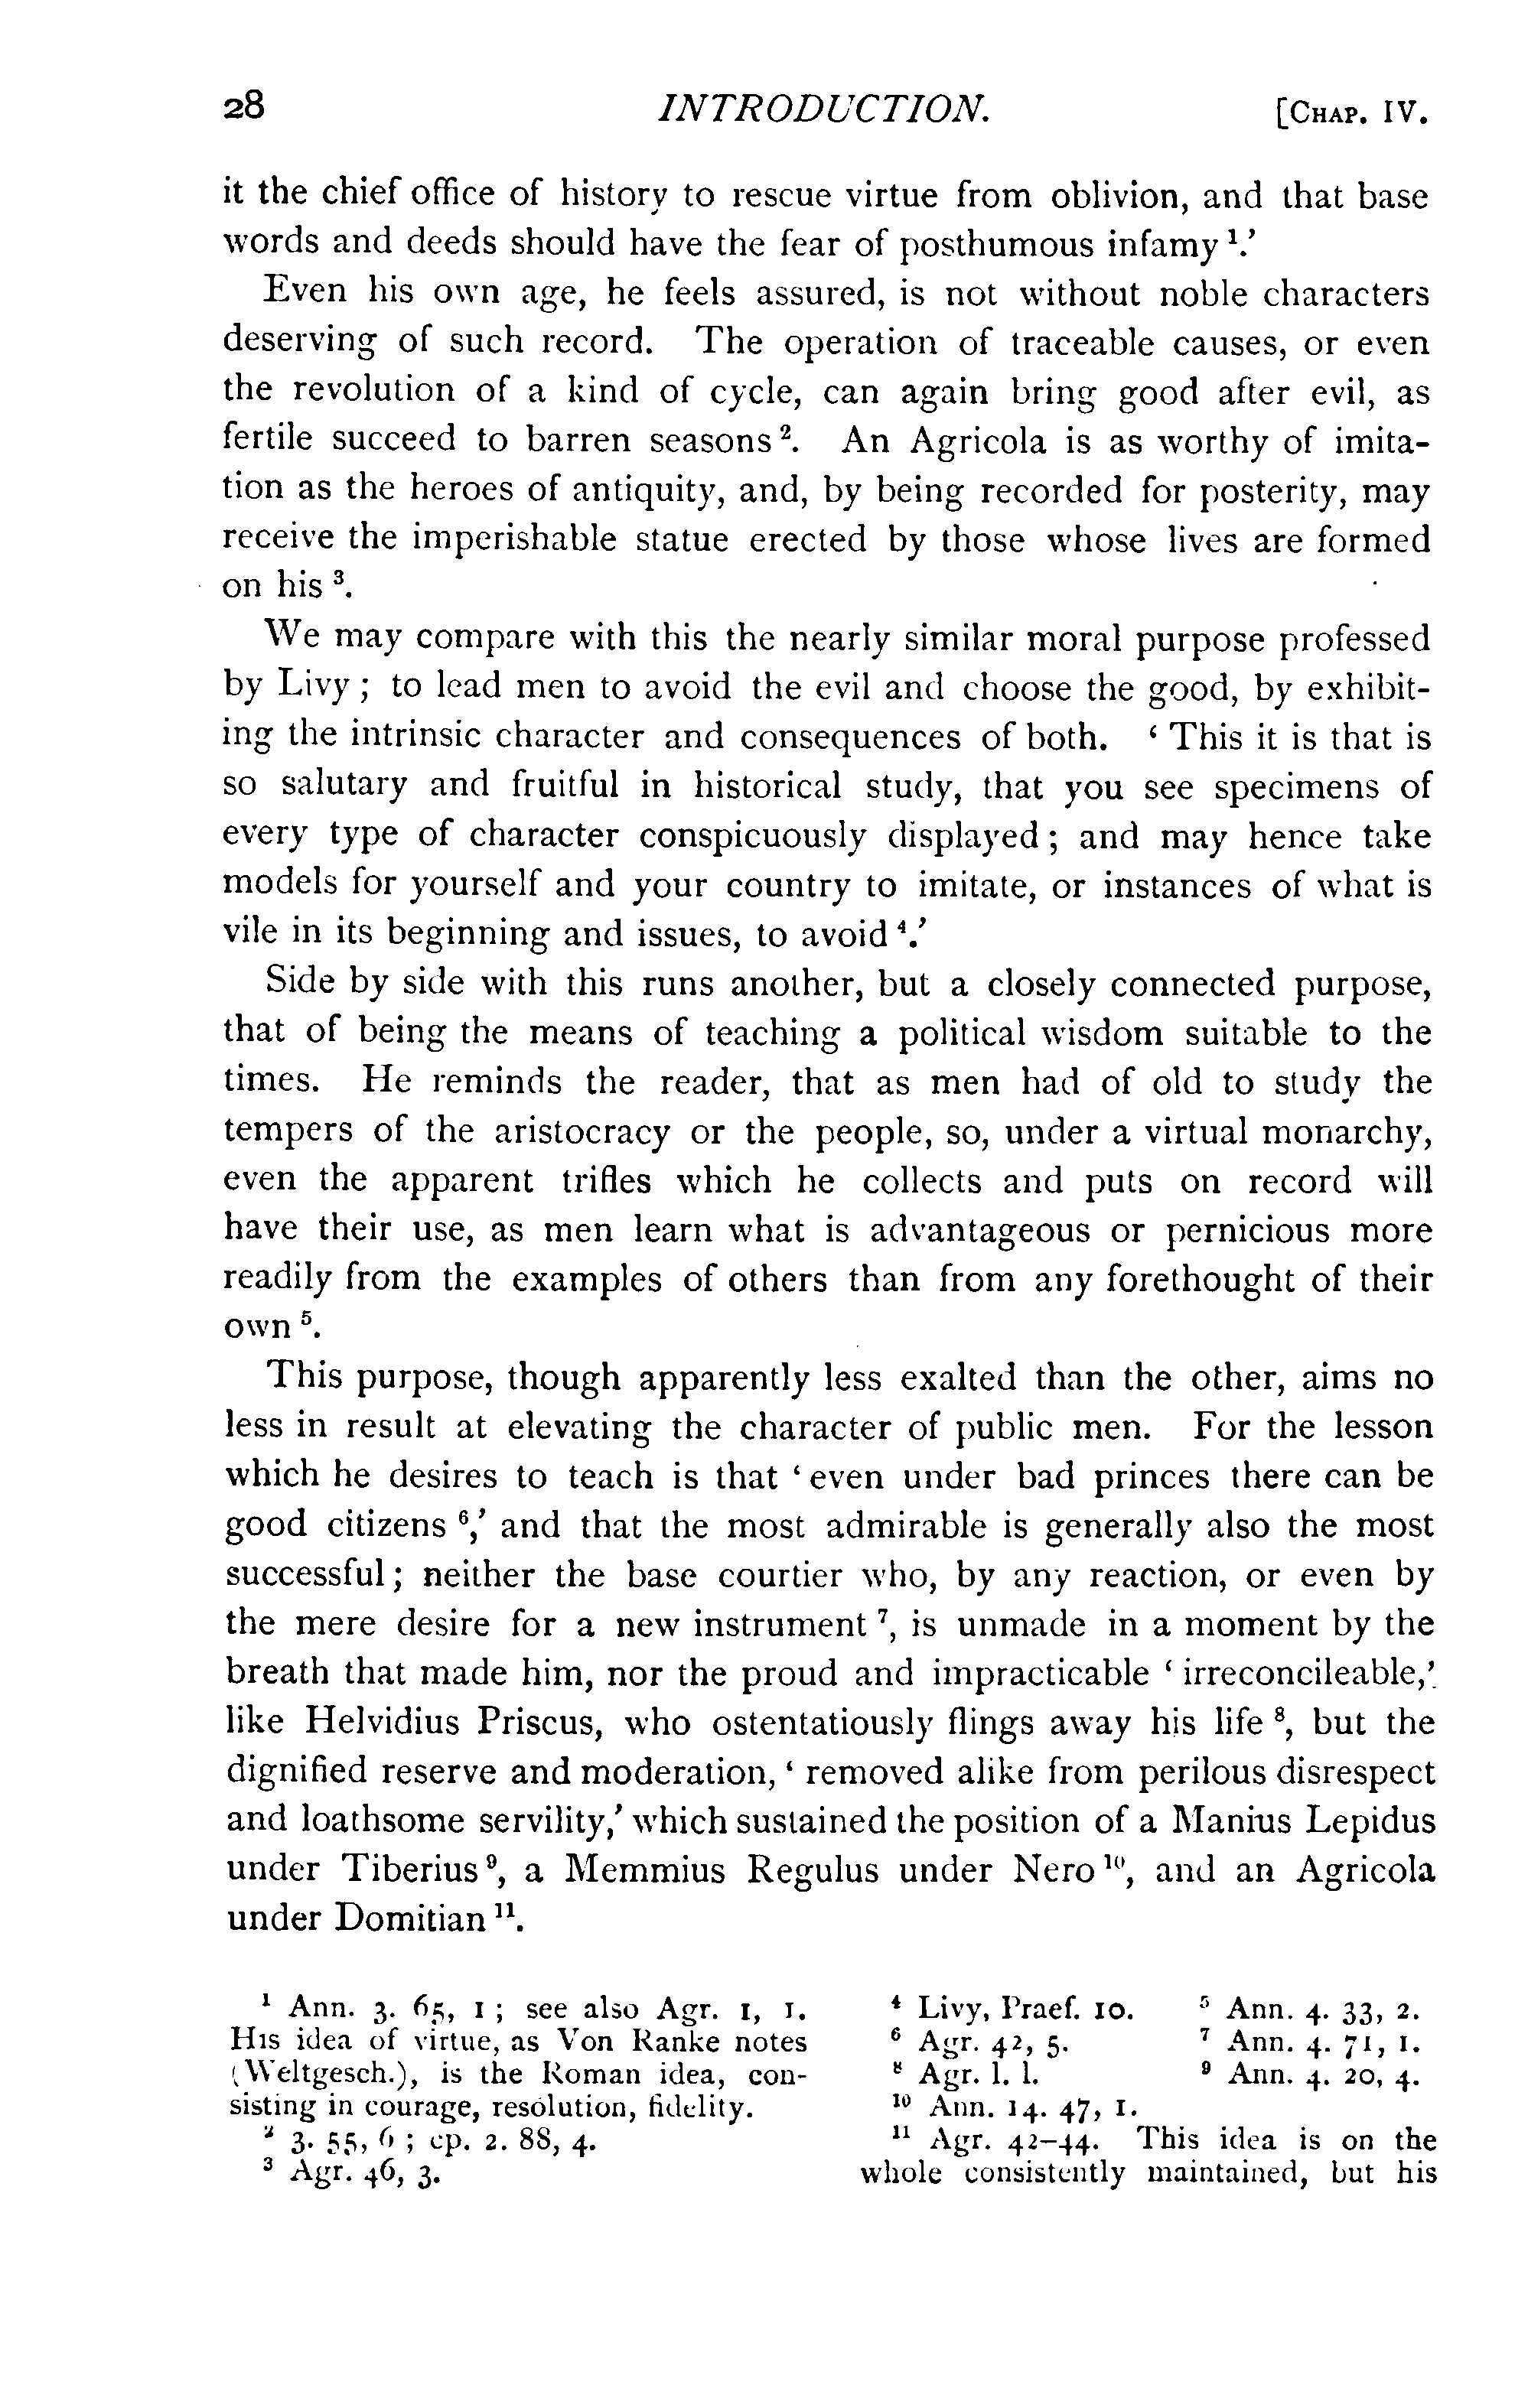 28 INTRODUCTION. [CHAP. IV.
it the chief office of history to rescue virtue from oblivion, and that base
words and deeds should have the fear of posthumous infamy ¹.’
Even his own age, he feels assured, is not without noble characters
deserving of such record. The operation of traceable causes, or even
the revolution of a kind of cycle, can again bring good after evil, as
fertile succeed to barren seasons ². An Agricola is as worthy of imita-
tion as the heroes of antiquity, and, by being recorded for posterity, may
receive the imperishable statue erected by those whose lives are formed
on his ³.
We may compare with this the nearly similar moral purpose professed
by Livy ; to lead men to avoid the evil and choose the good, by exhibit-
ing the intrinsic character and consequences of both. ‘ This it is that is
so salutary and fruitful in historical study, that you see specimens of
every type of character conspicuously displayed ; and may hence take
models for yourself and your country to imitate, or instances of what is
vile in its beginning and issues, to avoid ⁴.’
Side by side with this runs another, but a closely connected purpose,
that of being the means of teaching a political wisdom suitable to the
times. He reminds the reader, that as men had of old to study the
tempers of the aristocracy or the people, so, under a virtual monarchy,
even the apparent trifles which he collects and puts on record will
have their use, as men learn what is advantageous or pernicious more
readily from the examples of others than from any forethought of their
own ⁵.
This purpose, though apparently less exalted than the other, aims no
less in result at elevating the character of public men. For the lesson
which he desires to teach is that ‘ even under bad princes there can be
good citizens ⁶,’ and that the most admirable is generally also the most
successful ; neither the base courtier who, by any reaction, or even by
the mere desire for a new instrument ⁷, is unmade in a moment by the
breath that made him, nor the proud and impracticable ‘ irreconcileable,’
like Helvidius Priscus, who ostentatiously flings away his life ⁸, but the
dignified reserve and moderation, ‘ removed alike from perilous disrespect
and loathsome servility,’ which sustained the position of a Manius Lepidus
under Tiberius ⁹, a Memmius Regulus under Nero ¹⁰, and an Agricola
under Domitian ¹¹.
¹ Ann. 3. 65, 1 ; see also Agr. 1, 1.
His idea of virtue, as Von Ranke notes
(Weltgesch.), is the Roman idea, con-
sisting in courage, resolution, fidelity.
² 3. 55, 6 ; cp. 2. 88, 4.
³ Agr. 46, 3.
⁴ Livy, Praef. 10. ⁵ Ann. 4. 33, 2.
⁶ Agr. 42, 5. ⁷ Ann. 4. 71, 1.
⁸ Agr. l. l. ⁹ Ann. 4. 20, 4.
¹⁰ Ann. 14. 47, 1.
¹¹ Agr. 42–44. This idea is on the
whole consistently maintained, but his